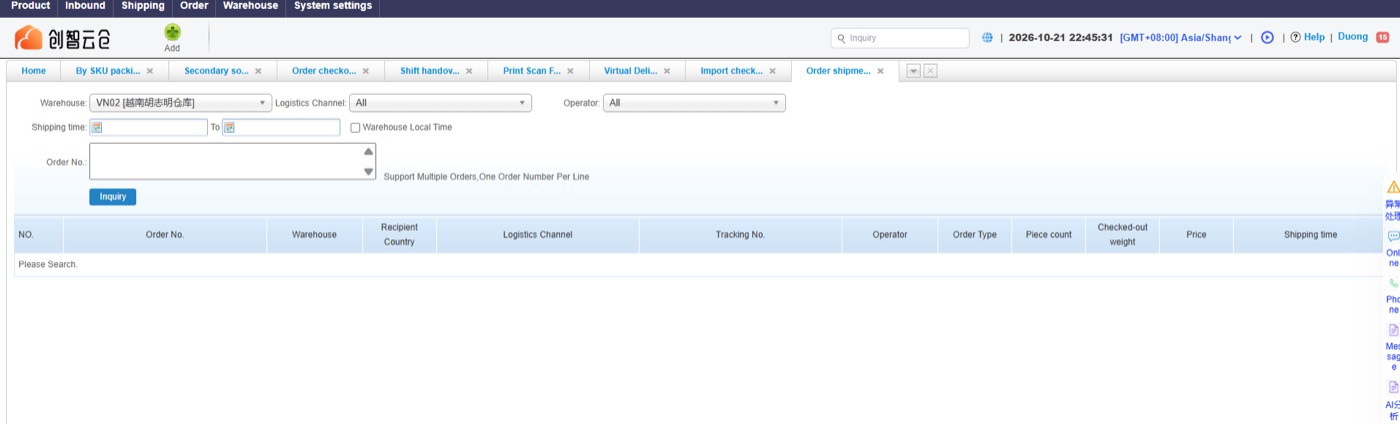 Product Inbound Shipping Order Warehouse System settings
创智云仓
Add
Inquiry
| 2026-10-21 22:45:31 [GMT+08:00] Asia/Shang | | Help | Duong 15
Home By SKU packi... Secondary so... Order checko... Shift handov... Print Scan F... Virtual Deli... Import check... Order shipme...
Warehouse: VN02 [越南胡志明仓库] Logistics Channel: All Operator: All
Shipping time: To Warehouse Local Time
Order No.:
Support Multiple Orders,One Order Number Per Line
Inquiry
NO. Order No. Warehouse Recipient Country Logistics Channel Tracking No. Operator Order Type Piece count Checked-out weight Price Shipping time
Please Search.
异常
处理
Onli
ne
Pho
ne
Mes
sag
e
AI分
析